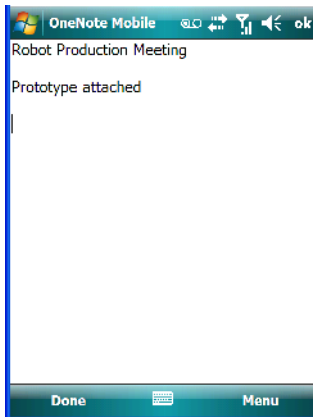 OneNote Mobile ok
Robot Production Meeting
Prototype attached
Done Menu